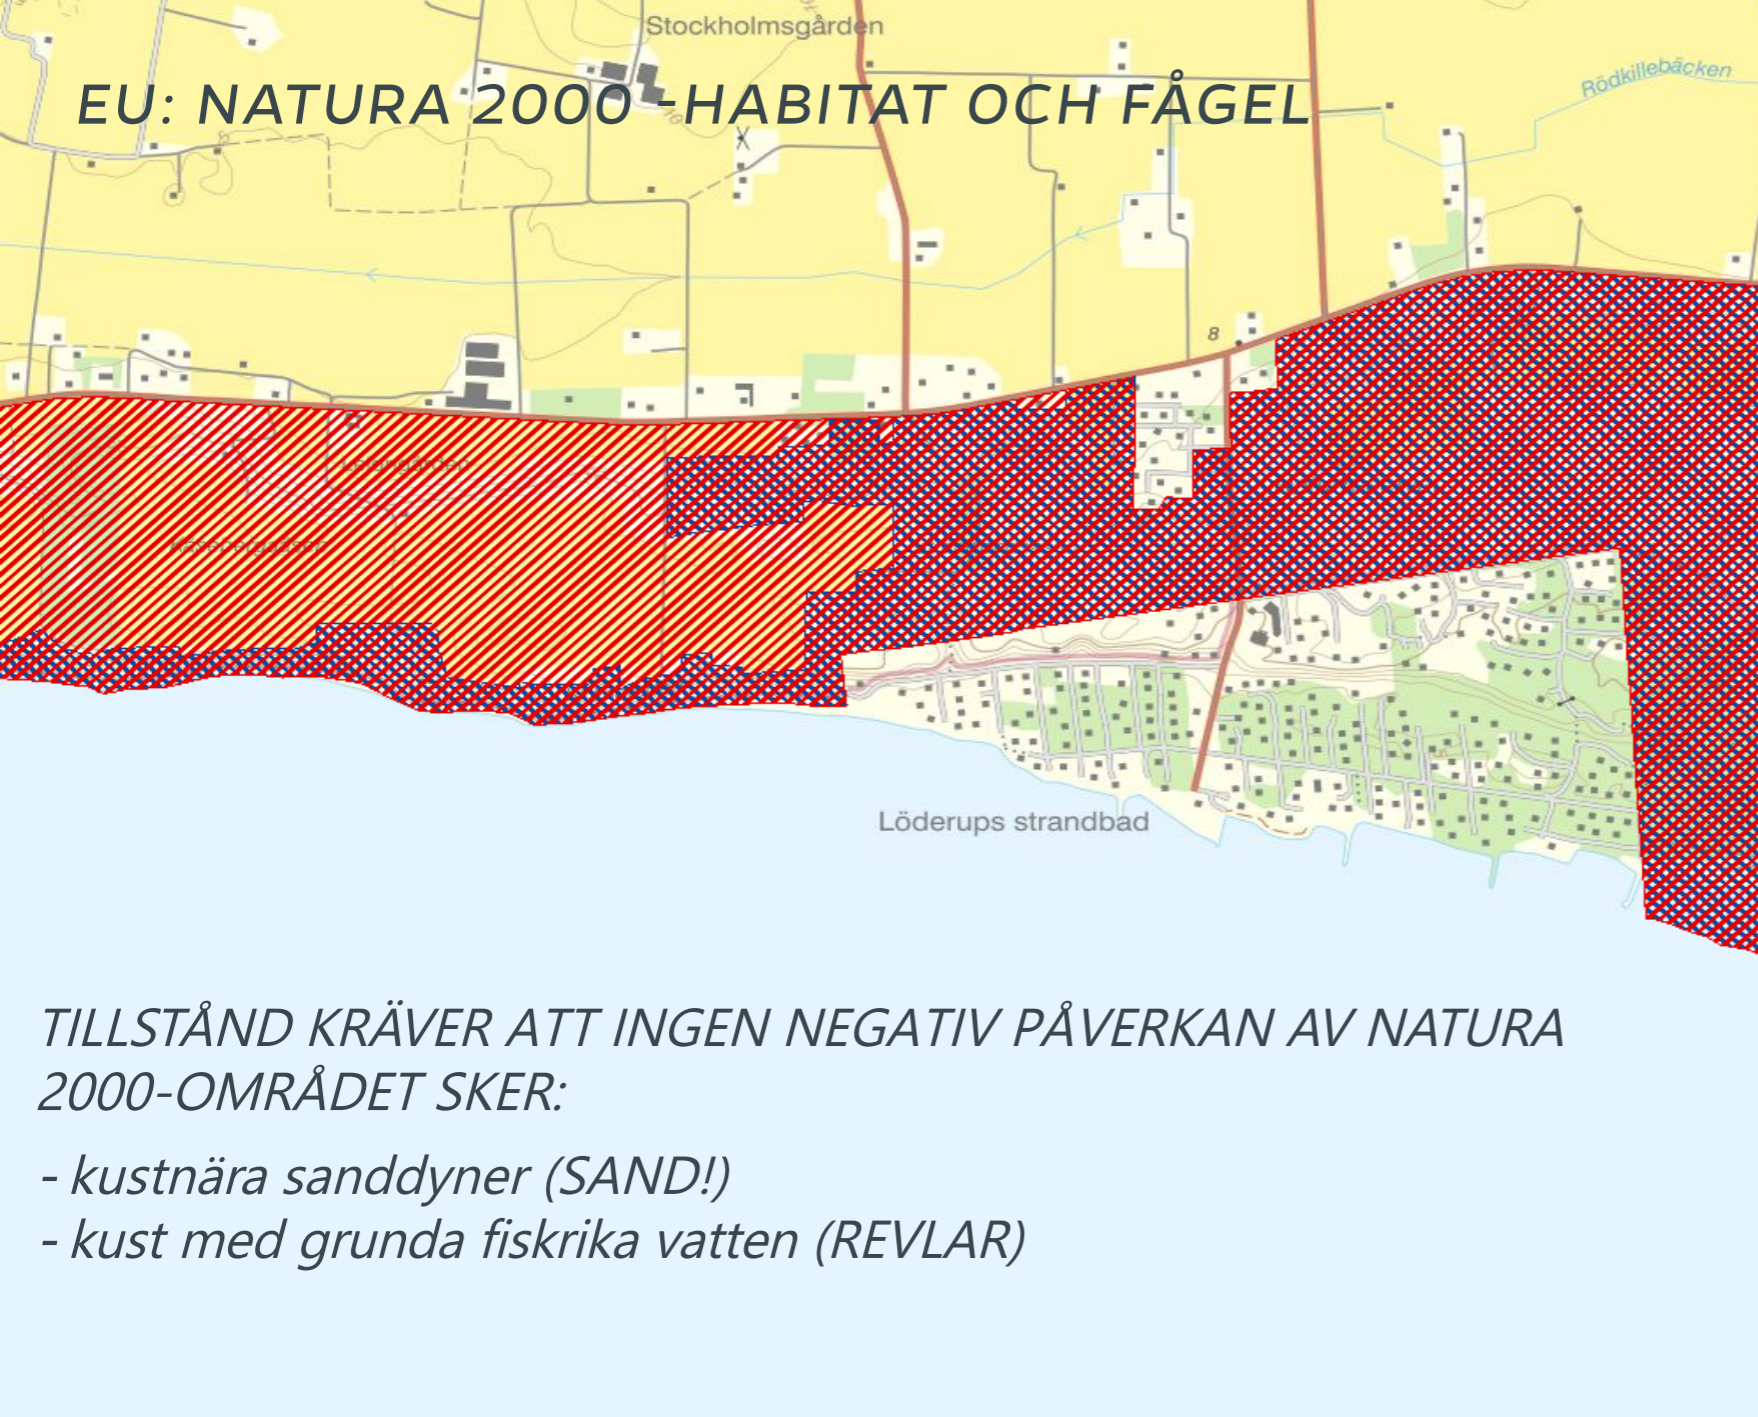 Stockholmsgården
Rödkillebäcken
EU: NATURA 2000 -HABITAT OCH FÅGEL
10
8
Löderups strandbad
TILLSTÅND KRÄVER ATT INGEN NEGATIV PÅVERKAN AV NATURA
2000-OMRÅDET SKER:
- kustnära sanddyner (SAND!)
- kust med grunda fiskrika vatten (REVLAR)